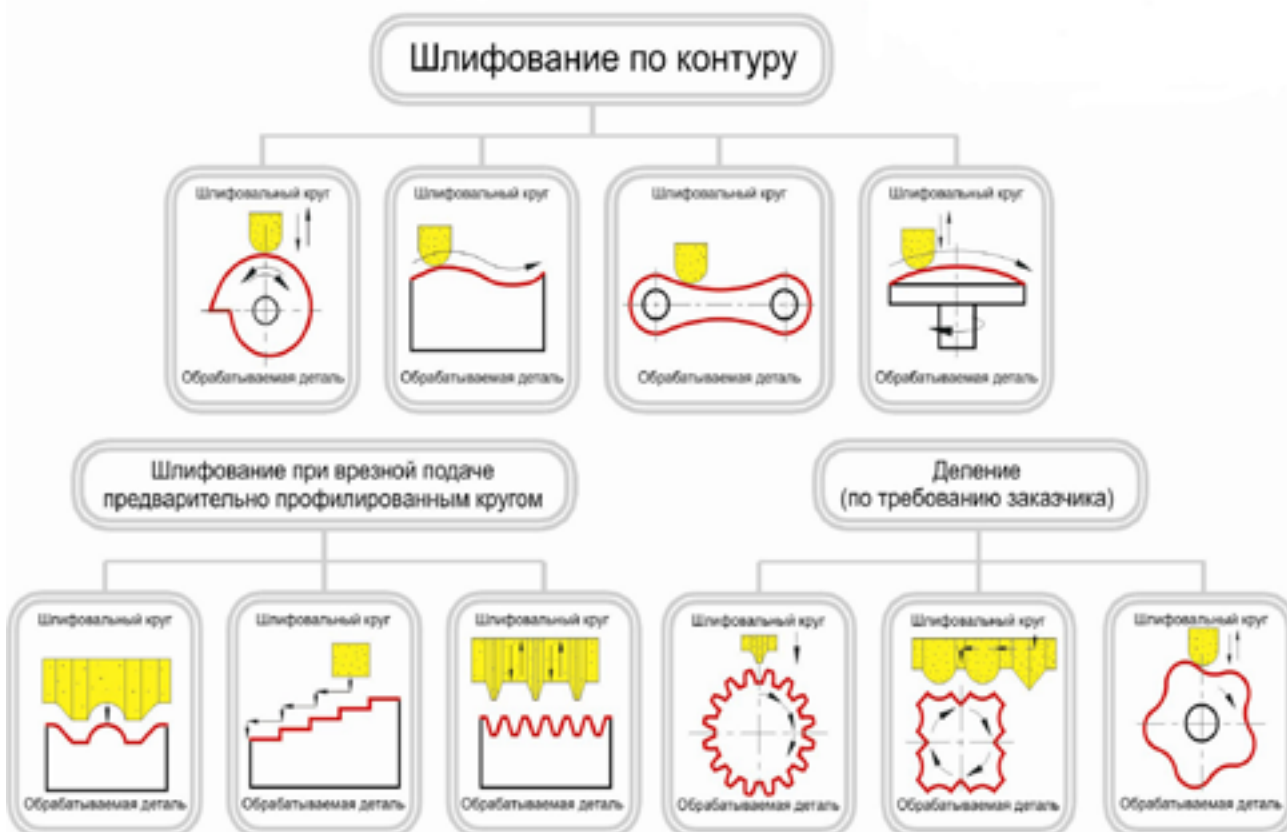 Шлифование по контуру
Шлифовальный круг
Обрабатываемая деталь
Шлифовальный круг
Обрабатываемая деталь
Шлифовальный круг
Обрабатываемая деталь
Шлифовальный круг
Обрабатываемая деталь
Шлифование при врезной подаче
предварительно профилированным кругом
Шлифовальный круг
Обрабатываемая деталь
Шлифовальный круг
Обрабатываемая деталь
Шлифовальный круг
Обрабатываемая деталь
Деление
(по требованию заказчика)
Шлифовальный круг
Обрабатываемая деталь
Шлифовальный круг
Обрабатываемая деталь
Шлифовальный круг
Обрабатываемая деталь